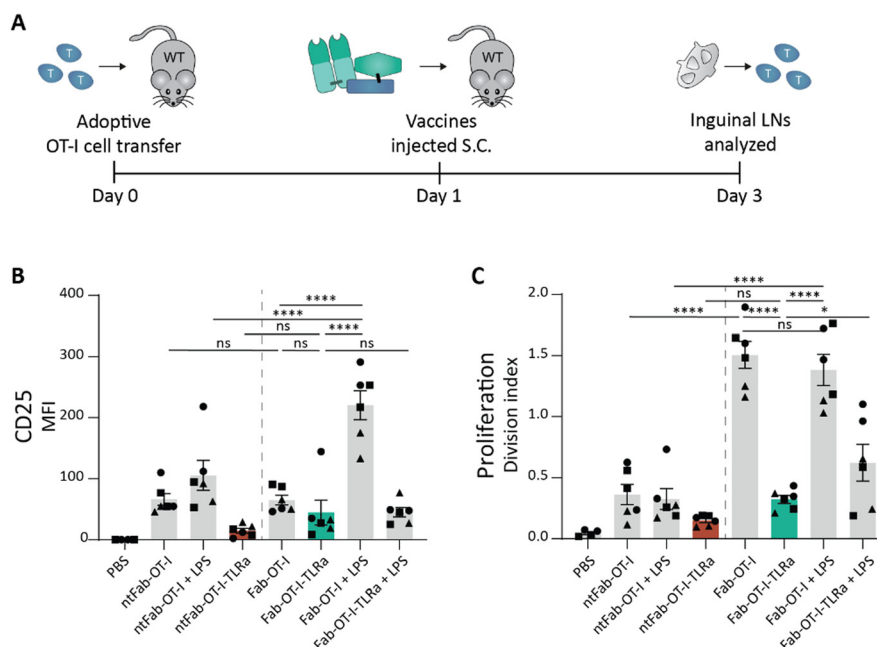 A
T
T
T
WT
WT
T
T
T
Adoptive
OT-I cell transfer
Vaccines
injected S.C.
Inguinal LNs
analyzed
Day 0
Day 1
Day 3
B
400
300
200
100
0
CD25
MFI
****
****
ns
****
ns
ns
ns
PBS
ntFab-OT-I
ntFab-OT-I + LPS
ntFab-OT-I-TLRa
Fab-OT-I
Fab-OT-I-TLRa
Fab-OT-I + LPS
Fab-OT-I-TLRa + LPS
C
2.0
1.5
1.0
0.5
0.0
Proliferation
Division index
****
ns
****
****
****
*
ns
PBS
ntFab-OT-I
ntFab-OT-I + LPS
ntFab-OT-I-TLRa
Fab-OT-I
Fab-OT-I-TLRa
Fab-OT-I + LPS
Fab-OT-I-TLRa + LPS